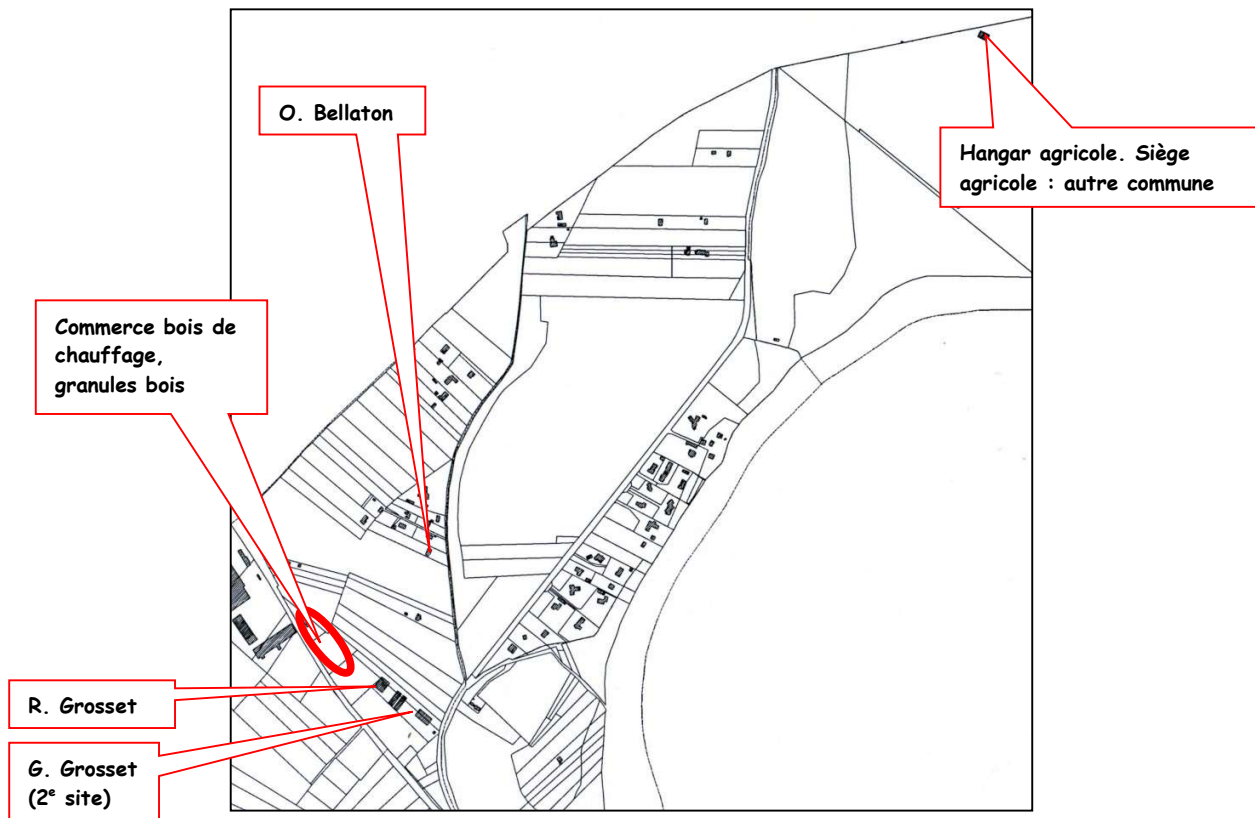 O. Bellaton
Hangar agricole. Siège
agricole : autre commune
Commerce bois de
chauffage,
granules bois
R. Grosset
G. Grosset
(2e site)